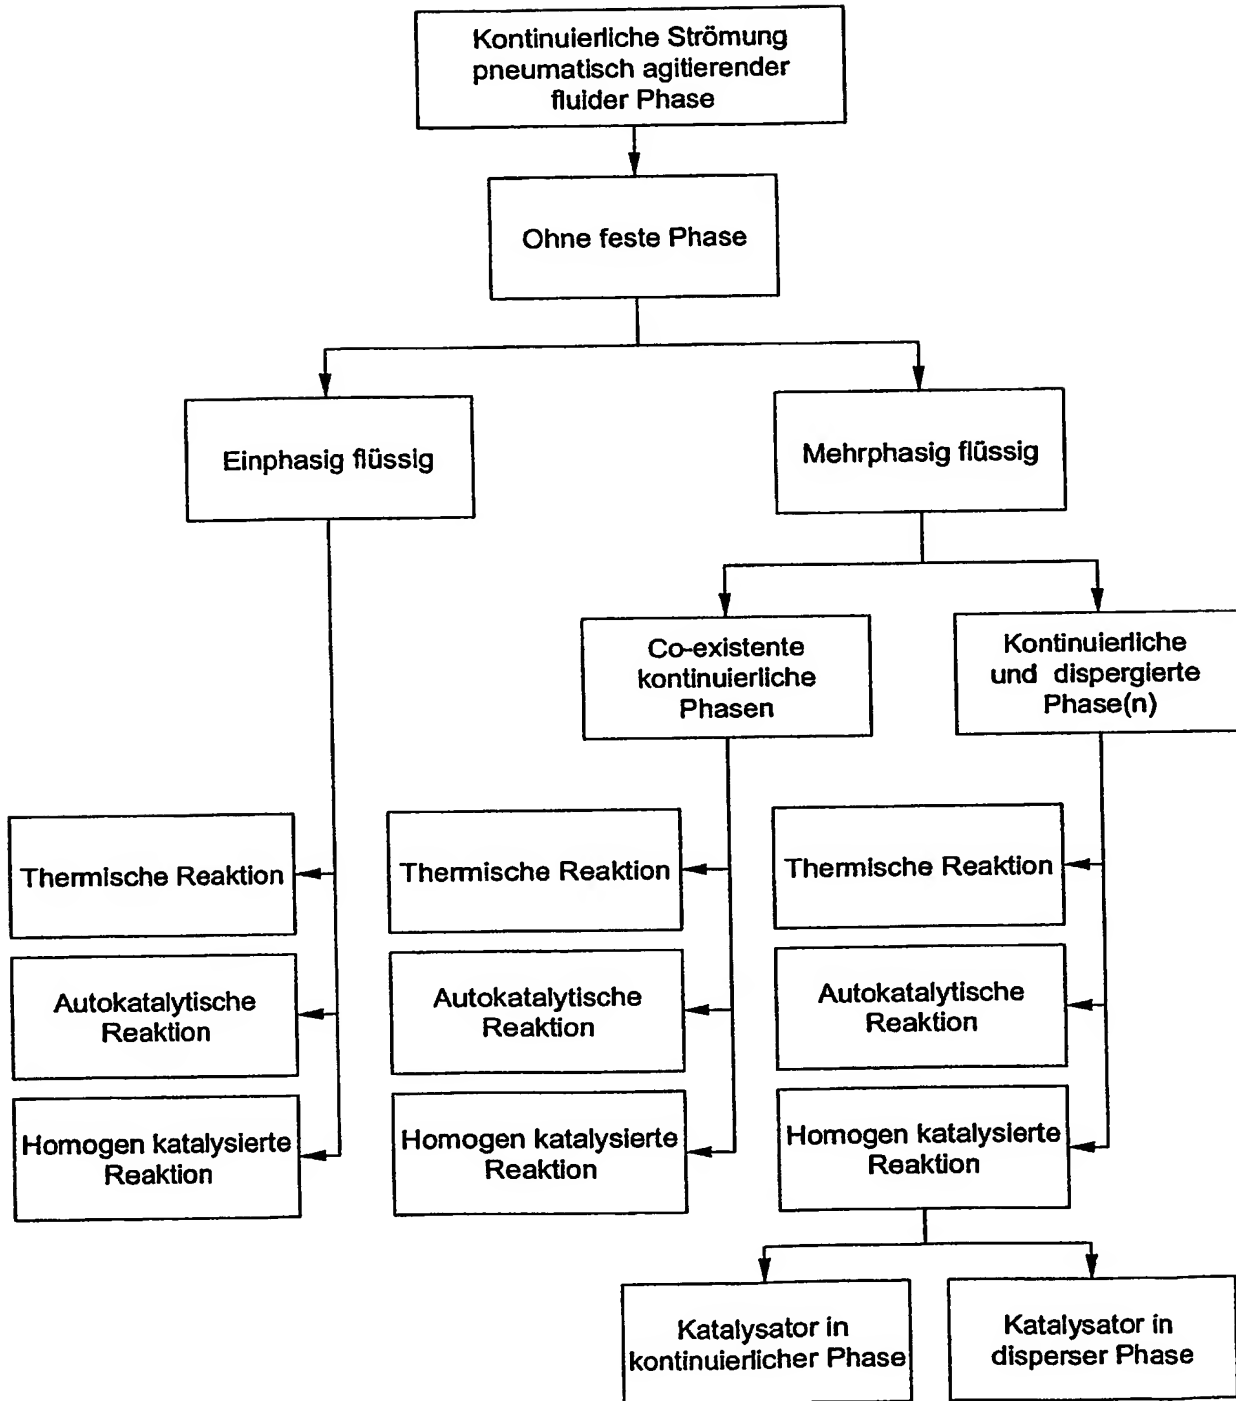 Kontinuierliche Strömung
pneumatisch agitierender
fluider Phase
Ohne feste Phase
Einphasig flüssig
Mehrphasig flüssig
Co-existente
kontinuierliche
Phasen
Kontinuierliche
und dispergierte
Phase(n)
Thermische Reaktion
Thermische Reaktion
Thermische Reaktion
Autokatalytische
Reaktion
Autokatalytische
Reaktion
Autokatalytische
Reaktion
Homogen katalysierte
Reaktion
Homogen katalysierte
Reaktion
Homogen katalysierte
Reaktion
Katalysator in
kontinuierlicher Phase
Katalysator in
disperser Phase